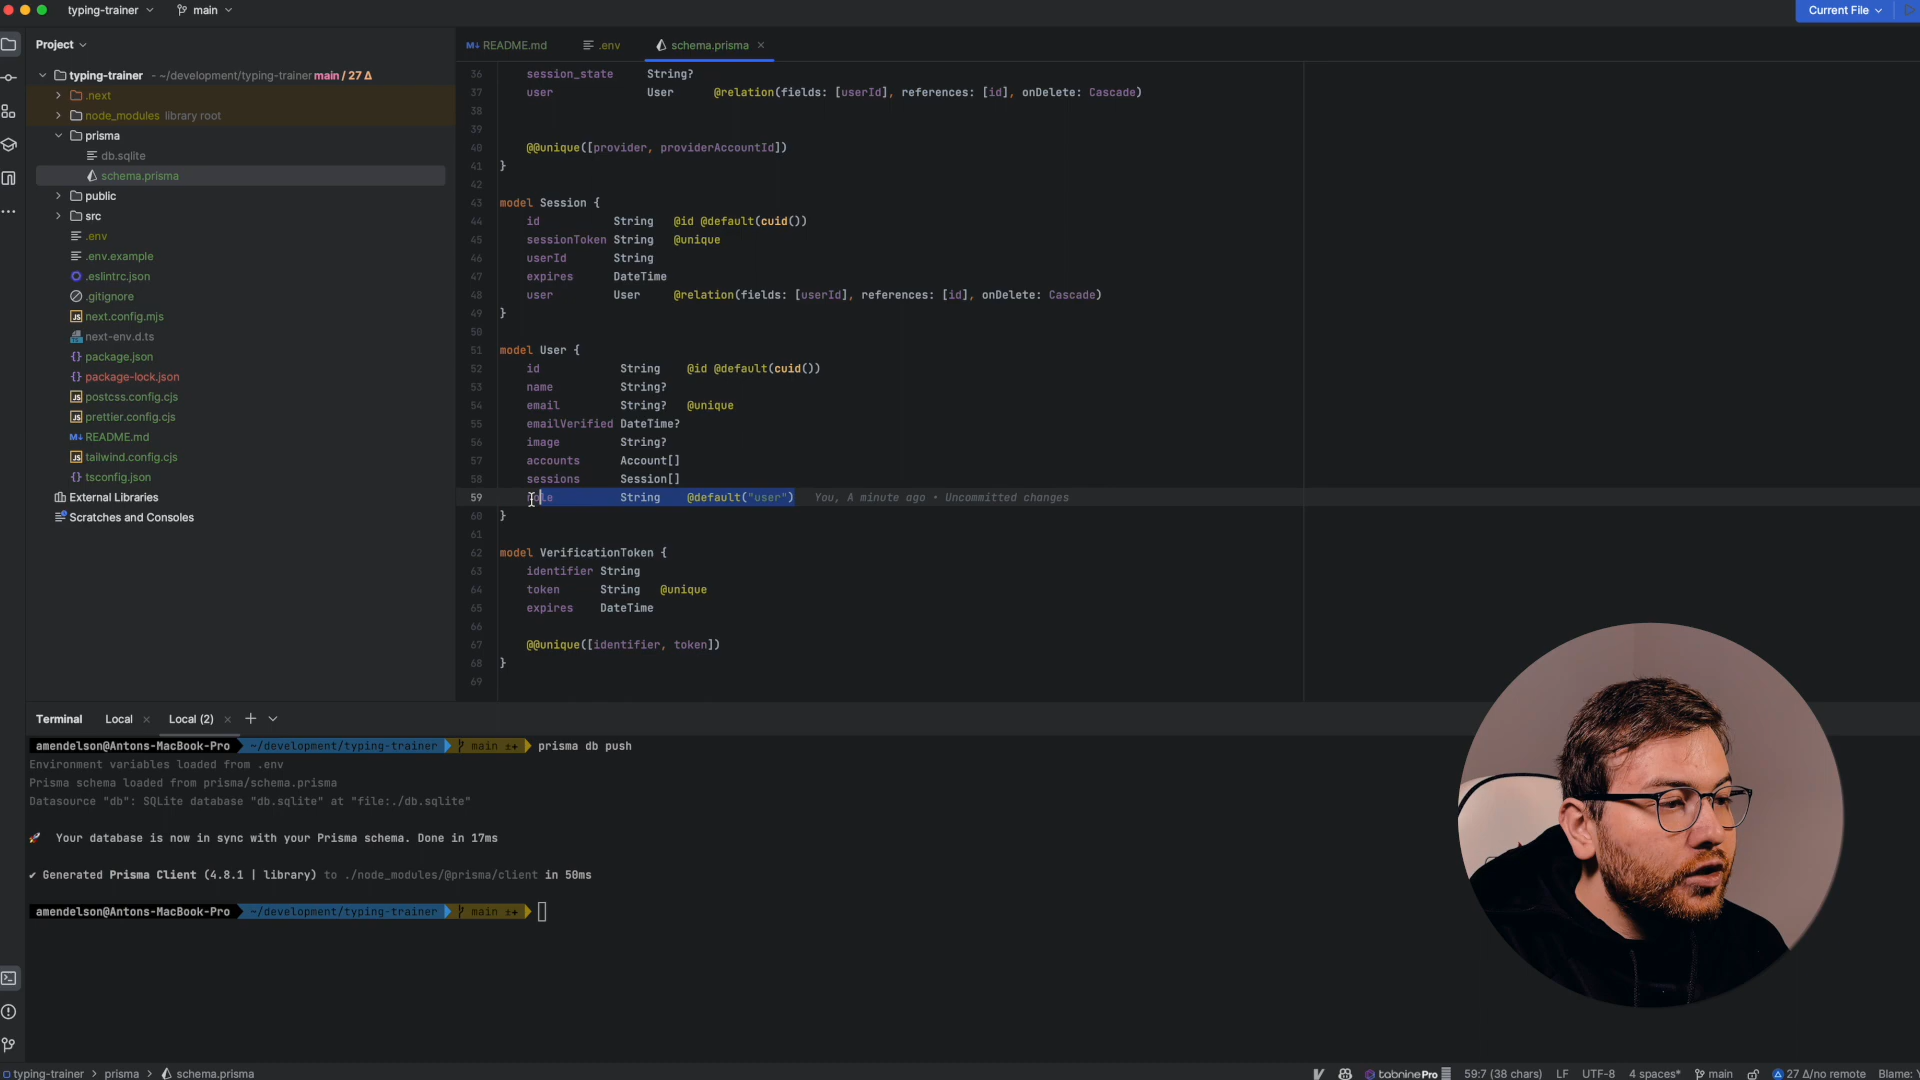 typing-trainer main Current File
Project
README.md .env schema.prisma
typing-trainer - ~/development/typing-trainer main / 27 Δ
.next
node_modules library root
prisma
db.sqlite
schema.prisma
public
src
.env
.env.example
.eslintrc.json
.gitignore
next.config.mjs
next-env.d.ts
package.json
package-lock.json
postcss.config.cjs
prettier.config.cjs
README.md
tailwind.config.cjs
tsconfig.json
External Libraries
Scratches and Consoles
36 session_state String?
37 user User @relation(fields: [userId], references: [id], onDelete: Cascade)
38
39
40 @@unique([provider, providerAccountId])
41 }
42
43 model Session {
44 id String @id @default(cuid())
45 sessionToken String @unique
46 userId String
47 expires DateTime
48 user User @relation(fields: [userId], references: [id], onDelete: Cascade)
49 }
50
51 model User {
52 id String @id @default(cuid())
53 name String?
54 email String? @unique
55 emailVerified DateTime?
56 image String?
57 accounts Account[]
58 sessions Session[]
59 role String @default("user") You, A minute ago • Uncommitted changes
60 }
61
62 model VerificationToken {
63 identifier String
64 token String @unique
65 expires DateTime
66
67 @@unique([identifier, token])
68 }
69
Terminal Local Local (2)
amendelson@Antons-MacBook-Pro ~/development/typing-trainer main ±+ prisma db push
Environment variables loaded from .env
Prisma schema loaded from prisma/schema.prisma
Datasource "db": SQLite database "db.sqlite" at "file:./db.sqlite"
🚀 Your database is now in sync with your Prisma schema. Done in 17ms
✔ Generated Prisma Client (4.8.1 | library) to ./node_modules/@prisma/client in 50ms
amendelson@Antons-MacBook-Pro ~/development/typing-trainer main ±+
typing-trainer > prisma > schema.prisma tabninePro 59:7 (38 chars) LF UTF-8 4 spaces* main 27 Δ/no remote Blame: